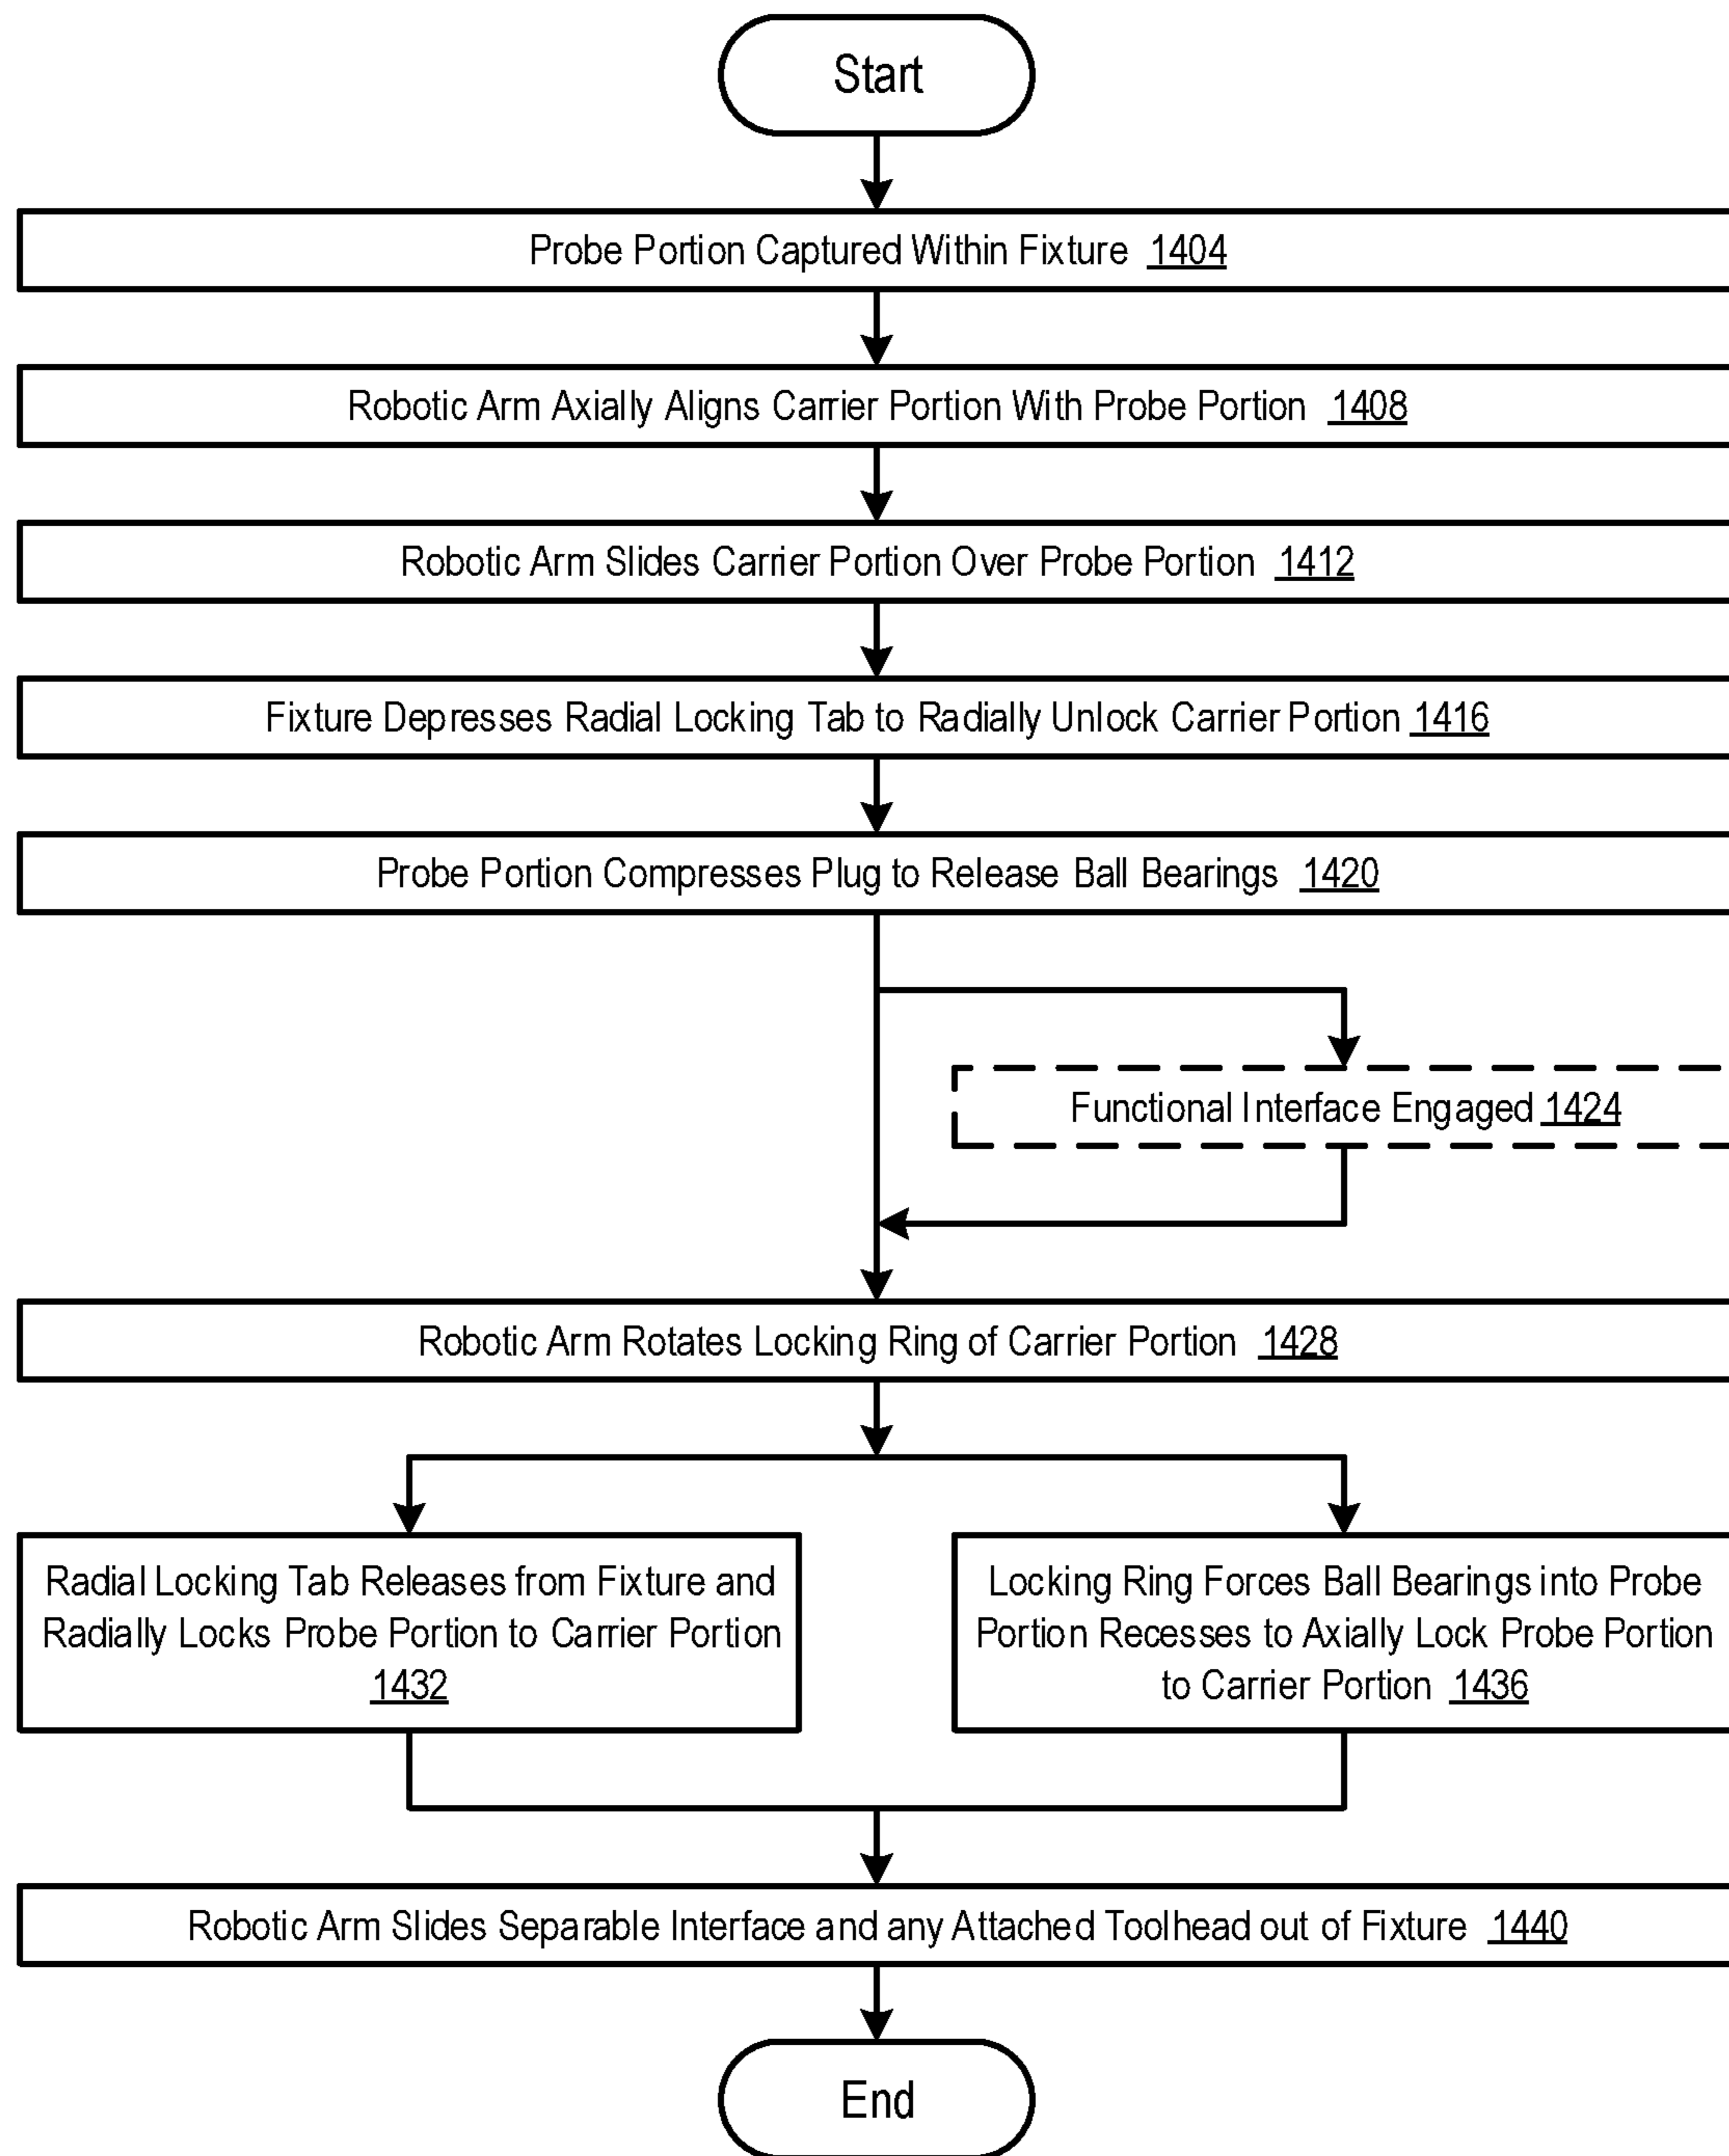 Start
Probe Portion Captured Within Fixture 1404
Robotic Arm Axially Aligns Carrier Portion With Probe Portion 1408
Robotic Arm Slides Carrier Portion Over Probe Portion 1412
Fixture Depresses Radial Locking Tab to Radially Unlock Carrier Portion 1416
Probe Portion Compresses Plug to Release Ball Bearings 1420
Functional Interface Engaged 1424
Robotic Arm Rotates Locking Ring of Carrier Portion 1428
Radial Locking Tab Releases from Fixture and
Radially Locks Probe Portion to Carrier Portion
1432
Locking Ring Forces Ball Bearings into Probe
Portion Recesses to Axially Lock Probe Portion
to Carrier Portion 1436
Robotic Arm Slides Separable Interface and any Attached Toolhead out of Fixture 1440
End